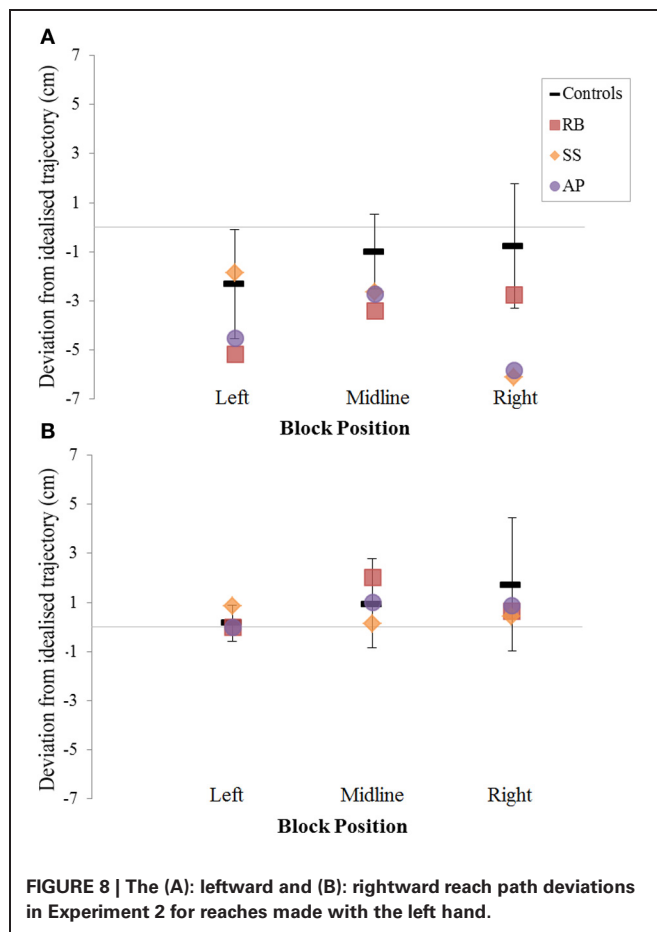 A
Deviation from idealised trajectory (cm)
7
5
3
1
-1
-3
-5
-7
Controls
RB
SS
AP
Left Midline Right
Block Position
B
Deviation from idealised trajectory (cm)
7
5
3
1
-1
-3
-5
-7
Left Midline Right
Block Position
FIGURE 8 | The (A): leftward and (B): rightward reach path deviations
in Experiment 2 for reaches made with the left hand.